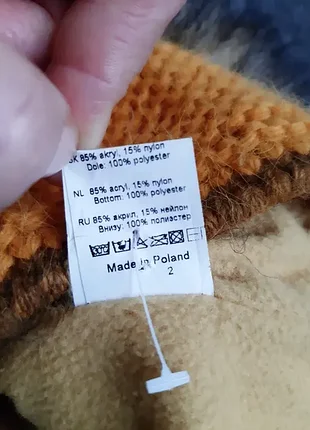 SK 85% akryl, 15% nylon
Dole: 100% polyester
NL 85% acryl, 15% nylon
Bottom: 100% polyester
RU 85% акрил, 15% нейлон
Внизу: 100% полиэстер
Made in Poland
2